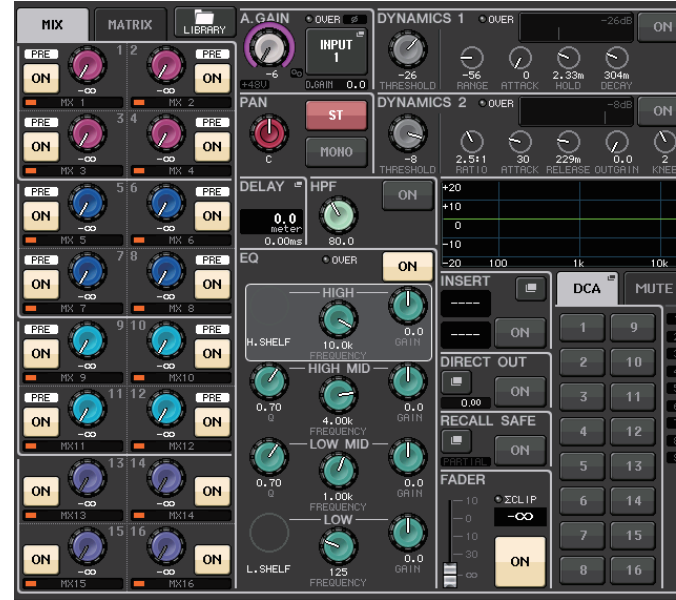 MIX MATRIX LIBRARY
PRE 1 2 PRE
ON ON
-∞ -∞
MX 1 MX 2
PRE 3 4 PRE
ON ON
-∞ -∞
MX 3 MX 4
PRE 5 6 PRE
ON ON
-∞ -∞
MX 5 MX 6
PRE 7 8 PRE
ON ON
-∞ -∞
MX 7 MX 8
PRE 9 10 PRE
ON ON
-∞ -∞
MX 9 MX10
PRE 11 12 PRE
ON ON
-∞ -∞
MX11 MX12
13 14
ON ON
-∞ -∞
MX13 MX14
15 16
ON ON
-∞ -∞
MX15 MX16
A.GAIN OVER ø
INPUT
1
-6
+48V D.GAIN 0.0
PAN
ST
MONO
C
DELAY
0.0
meter
0.00ms
HPF
ON
80.0
EQ OVER ON
HIGH
H.SHELF 10.0k 0.0
FREQUENCY GAIN
HIGH MID
0.70 4.00k 0.0
Q FREQUENCY GAIN
LOW MID
0.70 1.00k 0.0
Q FREQUENCY GAIN
LOW
L.SHELF 125 0.0
FREQUENCY GAIN
DYNAMICS 1 OVER -26dB ON
-26 -56 0 2.33m 304m
THRESHOLD RANGE ATTACK HOLD DECAY
DYNAMICS 2 OVER -8dB ON
-8 2.5:1 30 229m 0.0 2
THRESHOLD RATIO ATTACK RELEASE OUTGAIN KNEE
+20
+10
0
-10
-20 100 1k 10k
INSERT
----
---- ON
DIRECT OUT
ON
0.00
RECALL SAFE
ON
PARTIAL
FADER
10
0
10
30
∞
ΣCLIP
-∞
ON
DCA MUTE
1 9
2 10
3 11
4 12
5 13
6 14
7 15
8 16